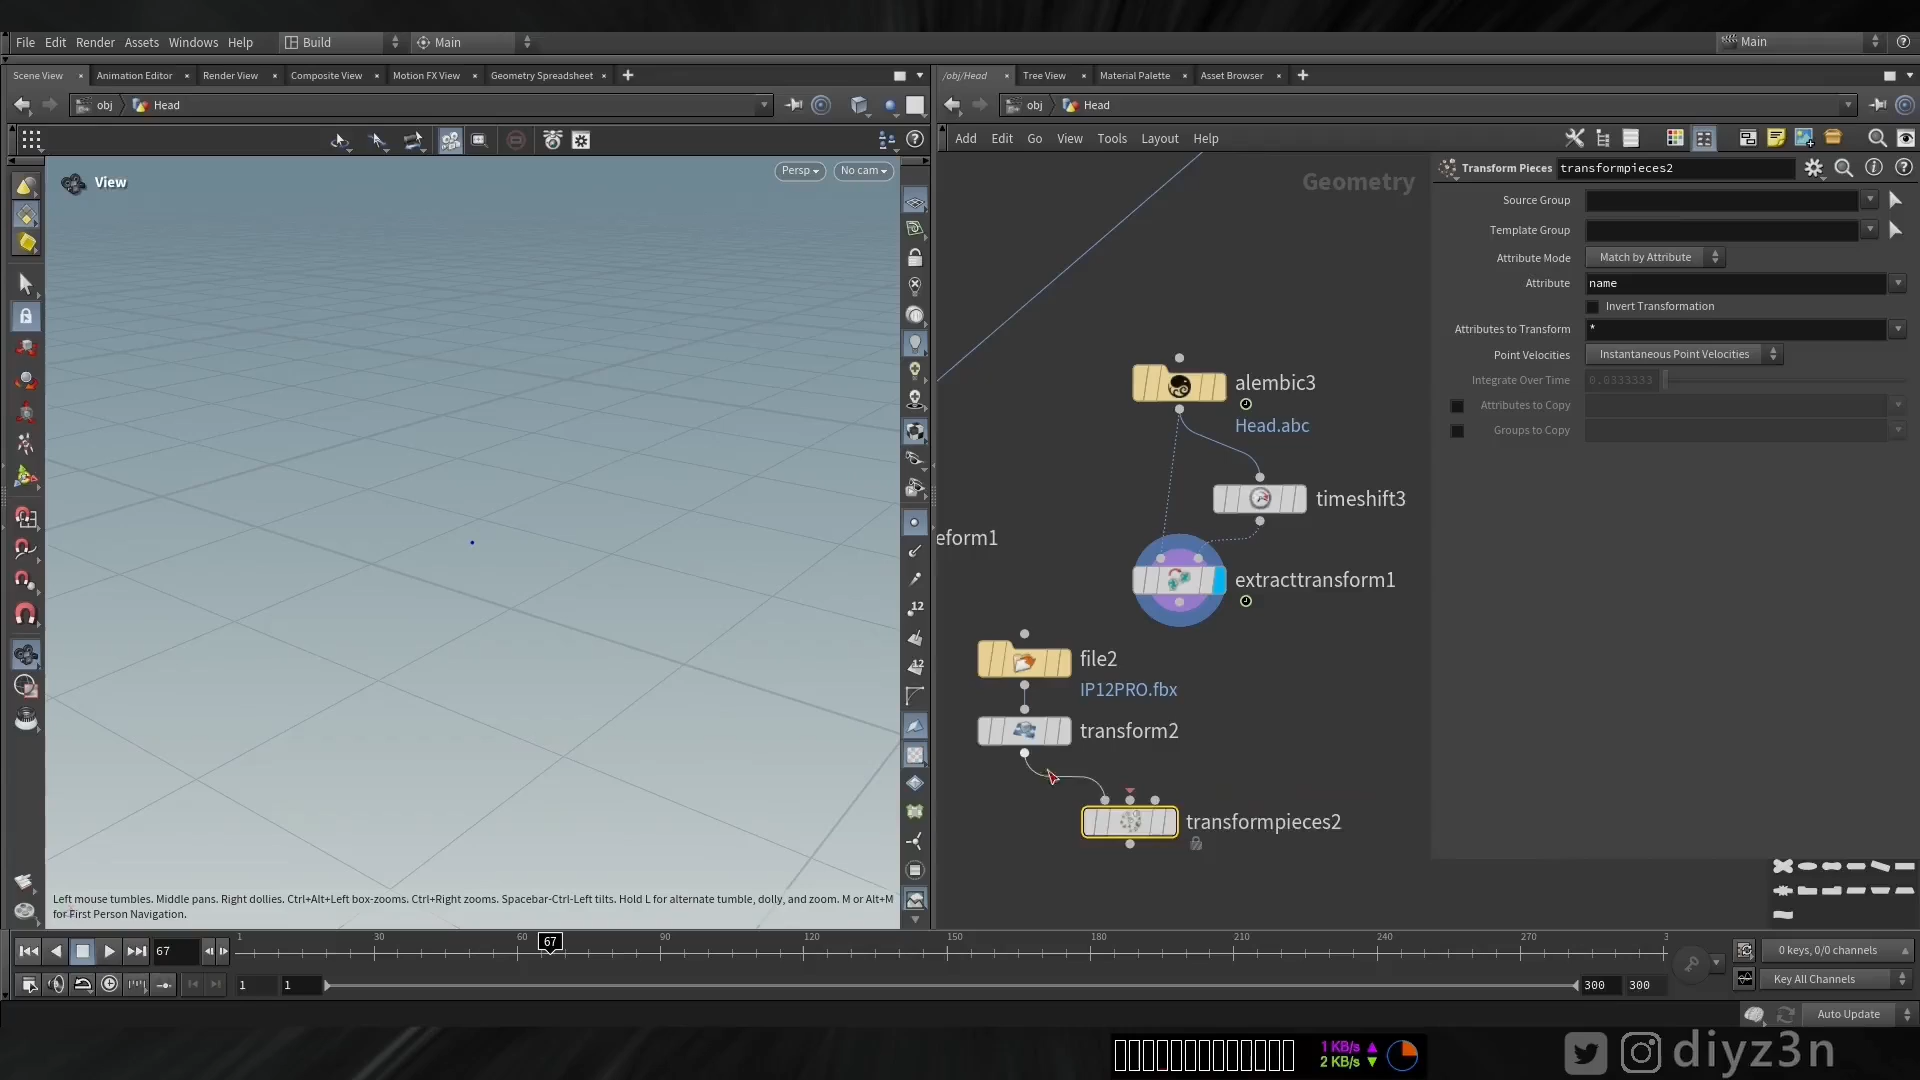 File Edit Render Assets Windows Help Build Main Main
Scene View × Animation Editor × Render View × Composite View × Motion FX View × Geometry Spreadsheet × +
/obj/Head × Tree View × Material Palette × Asset Browser × +
obj Head
obj Head
Add Edit Go View Tools Layout Help
View
Persp
No cam
Geometry
Transform Pieces transformpieces2
Source Group
Template Group
Attribute Mode Match by Attribute
Attribute name
Invert Transformation
Attributes to Transform *
Point Velocities Instantaneous Point Velocities
Integrate Over Time 0.0333333
Attributes to Copy
Groups to Copy
alembic3
Head.abc
timeshift3
eform1
extracttransform1
file2
IP12PRO.fbx
transform2
transformpieces2
12
12
Left mouse tumbles. Middle pans. Right dollies. Ctrl+Alt+Left box-zooms. Ctrl+Right zooms. Spacebar-Ctrl-Left tilts. Hold L for alternate tumble, dolly, and zoom. M or Alt+M
for First Person Navigation.
67
1 30 60 67 90 120 150 180 210 240 270 3
0 keys, 0/0 channels
1 1 300 300
Key All Channels
Auto Update
1 KB/s
2 KB/s
diyz3n